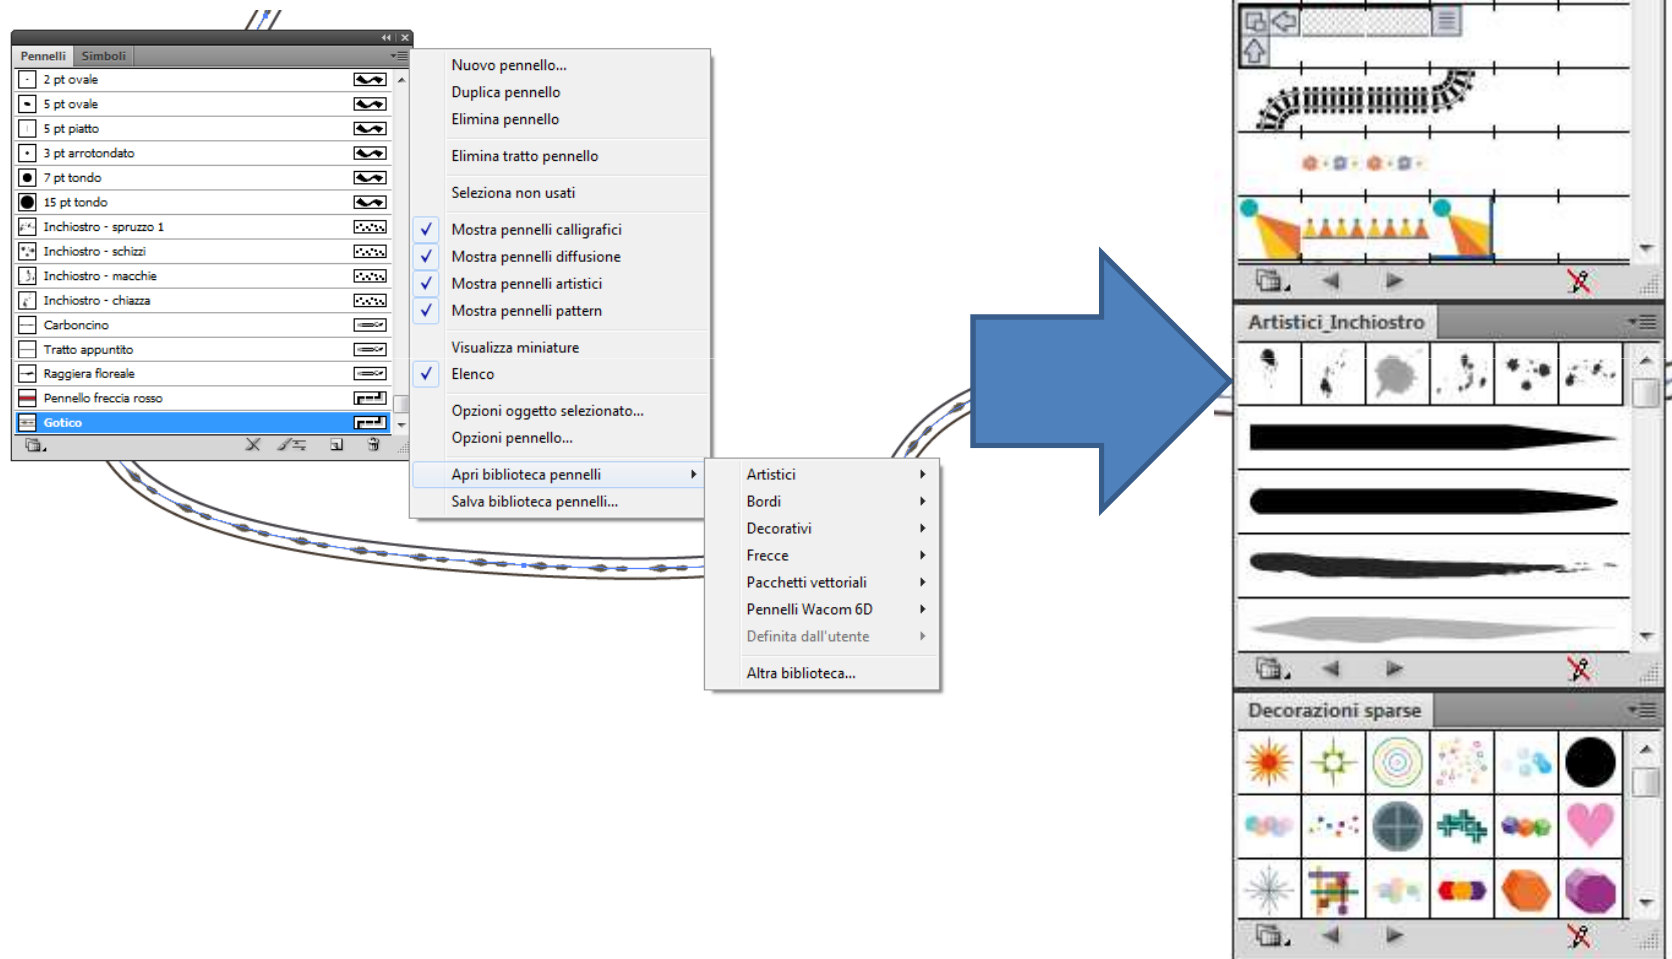 Pennelli
Simboli
2 pt ovale
5 pt ovale
5 pt piatto
3 pt arrotondato
7 pt tondo
15 pt tondo
Inchiostro - spruzzo 1
Inchiostro - schizzi
Inchiostro - macchie
Inchiostro - chiazza
Carboncino
Tratto appuntito
Raggiera floreale
Pennello freccia rosso
Gotico
Nuovo pennello...
Duplica pennello
Elimina pennello
Elimina tratto pennello
Seleziona non usati
Mostra pennelli calligrafici
Mostra pennelli diffusione
Mostra pennelli artistici
Mostra pennelli pattern
Visualizza miniature
Elenco
Opzioni oggetto selezionato...
Opzioni pennello...
Apri biblioteca pennelli
Salva biblioteca pennelli...
Artistici
Bordi
Decorativi
Frecce
Pacchetti vettoriali
Pennelli Wacom 6D
Definita dall'utente
Altra biblioteca...
Artistici_Inchiostro
Decorazioni sparse